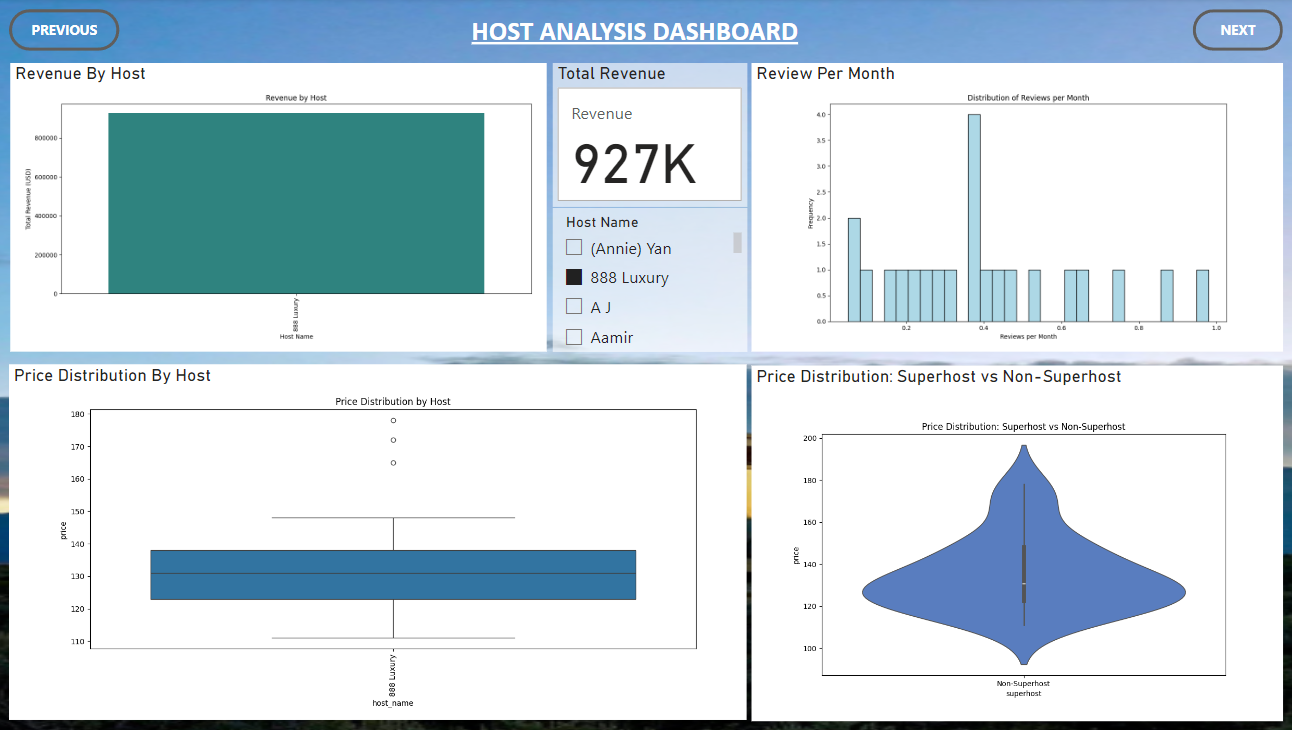 PREVIOUS
HOST ANALYSIS DASHBOARD
NEXT
Revenue By Host
Revenue by Host
800000
600000
400000
200000
0
Total Revenue (USD)
888 Luxury
Host Name
Total Revenue
Revenue
927K
Host Name
(Annie) Yan
888 Luxury
A J
Aamir
Review Per Month
Distribution of Reviews per Month
4.0
3.5
3.0
2.5
2.0
1.5
1.0
0.5
0.0
Frequency
0.2 0.4 0.6 0.8 1.0
Reviews per Month
Price Distribution By Host
Price Distribution by Host
180
170
160
150
140
130
120
110
price
888 Luxury
host_name
Price Distribution: Superhost vs Non-Superhost
Price Distribution: Superhost vs Non-Superhost
200
180
160
140
120
100
price
Non-Superhost
superhost